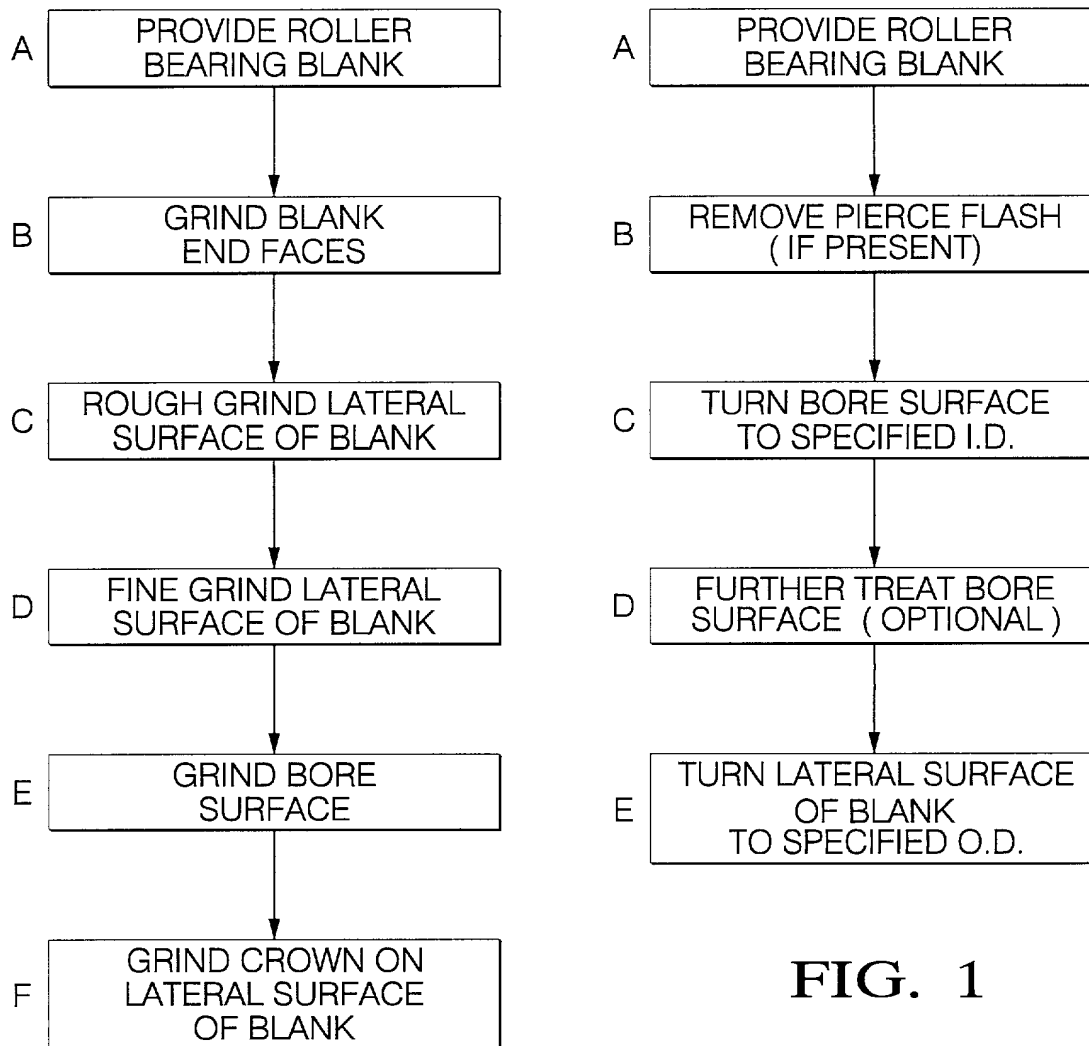 A
PROVIDE ROLLER
BEARING BLANK
B
GRIND BLANK
END FACES
C
ROUGH GRIND LATERAL
SURFACE OF BLANK
D
FINE GRIND LATERAL
SURFACE OF BLANK
E
GRIND BORE
SURFACE
F
GRIND CROWN ON
LATERAL SURFACE
OF BLANK
A
PROVIDE ROLLER
BEARING BLANK
B
REMOVE PIERCE FLASH
( IF PRESENT)
C
TURN BORE SURFACE
TO SPECIFIED I.D.
D
FURTHER TREAT BORE
SURFACE ( OPTIONAL )
E
TURN LATERAL SURFACE
OF BLANK
TO SPECIFIED O.D.
FIG. 1